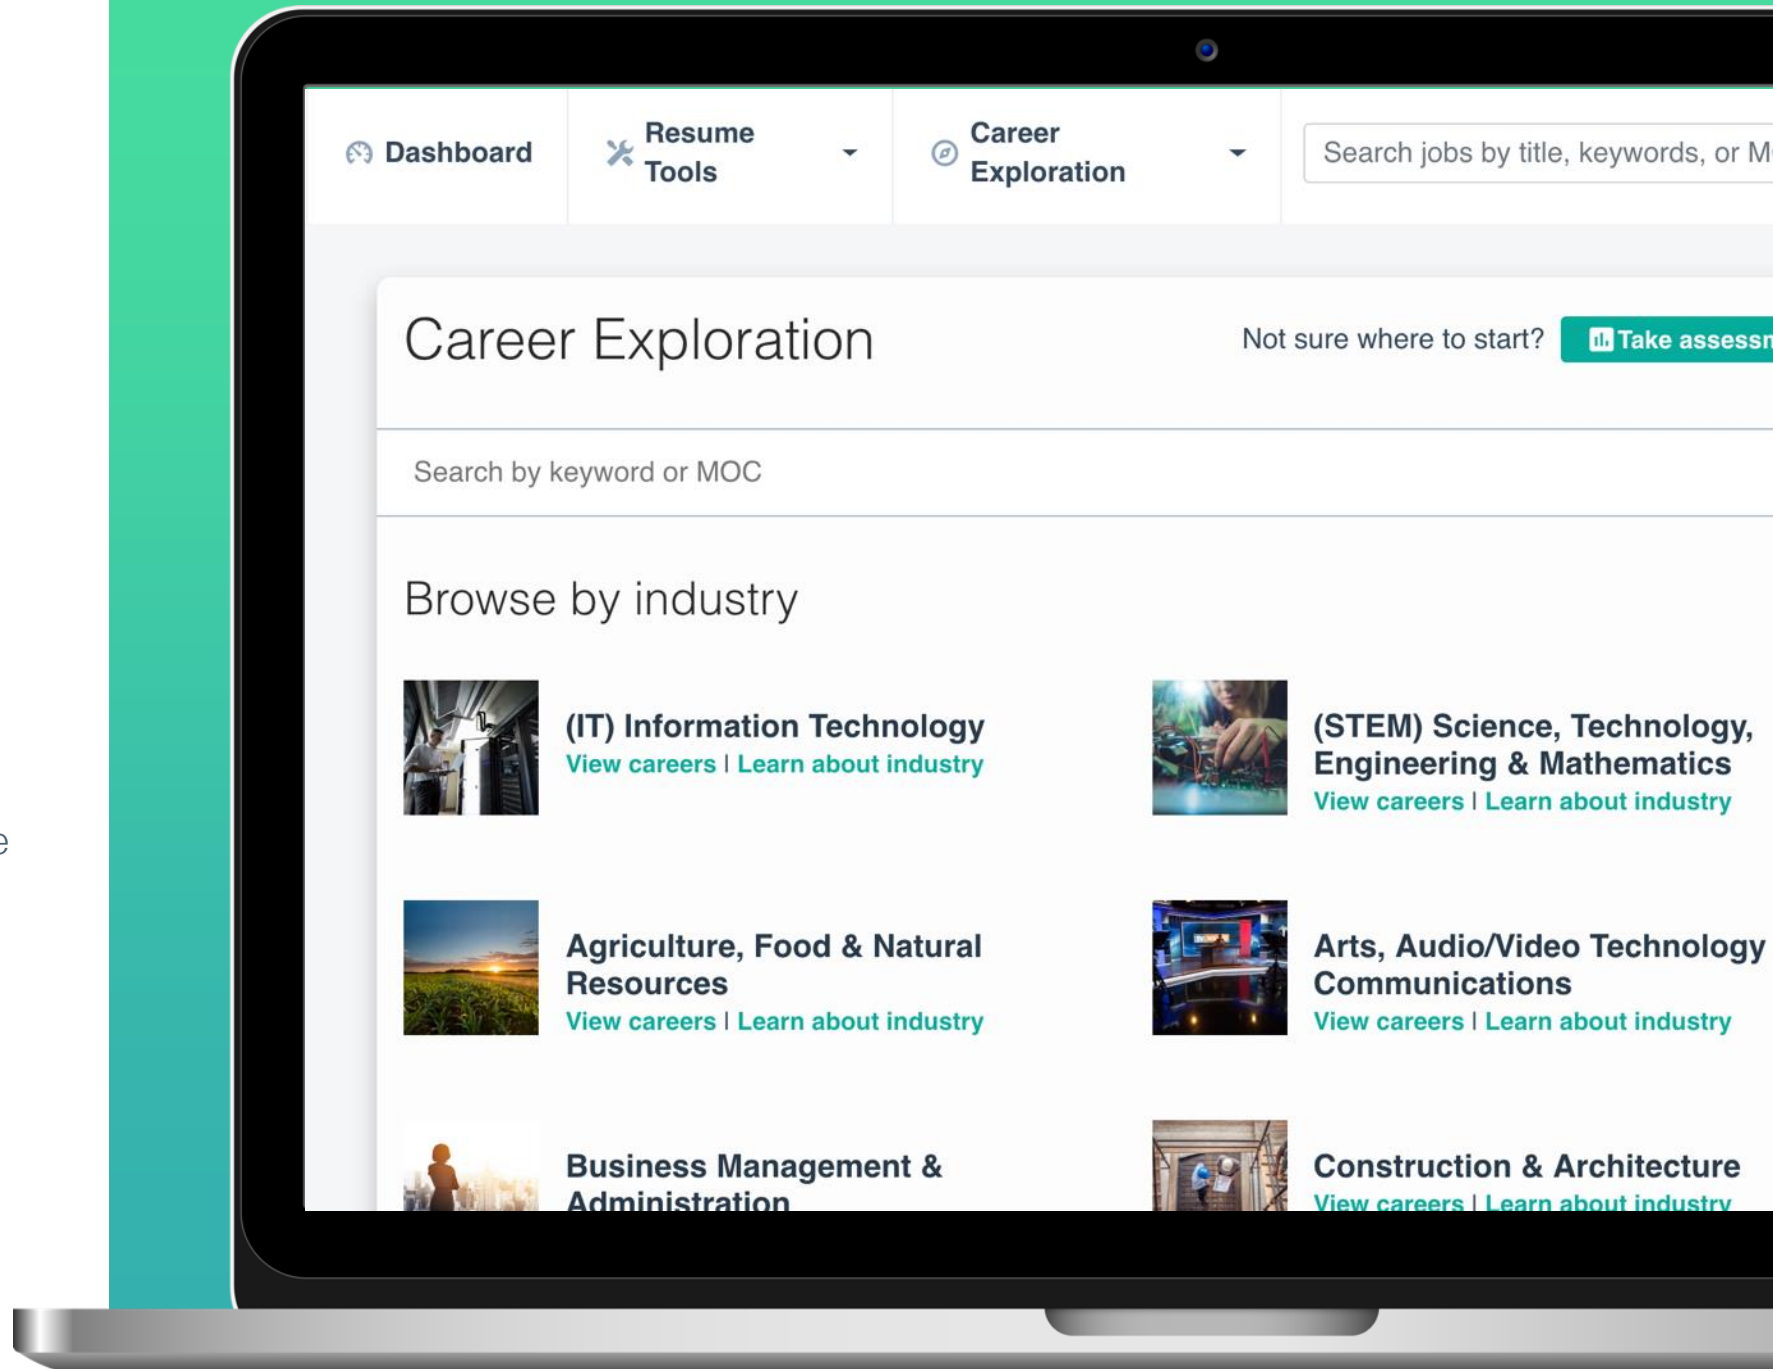 Dashboard
Resume
Tools
Career
Exploration
Search jobs by title, keywords, or
Career Exploration
Not sure where to start?
Take
Search by keyword or MOC
Browse by industry
(IT) Information Technology
View careers | Learn about industry
(STEM) Science, Technology,
Engineering & Mathematics
View careers | Learn about industry
e
Agriculture, Food & Natural
Resources
View careers | Learn about industry
Arts, Audio/Video Technology
Communications
View careers | Learn about industry
Business Management &
Administration
Construction & Architecture
View careers | Learn about industry